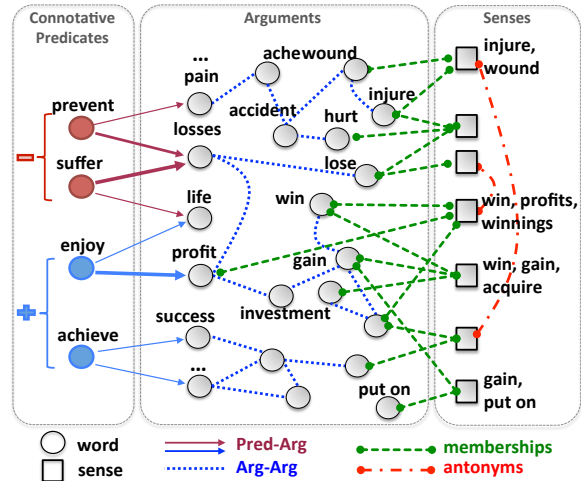 Connotative
Predicates
Arguments
Senses
...
pain
ache
wound
injure,
wound
prevent
accident
injure
losses
hurt
suffer
lose
life
win
win, profits,
winnings
enjoy
profit
gain
win, gain,
acquire
investment
achieve
success
...
put on
gain,
put on
word
Pred-Arg
memberships
sense
Arg-Arg
antonyms